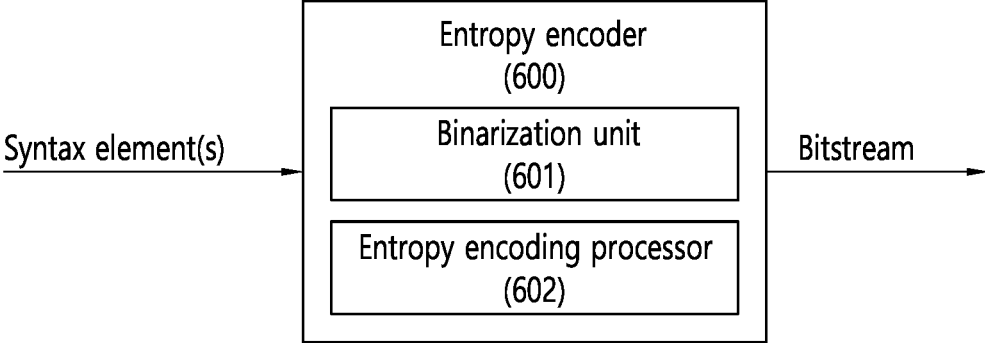 Entropy encoder
(600)
Syntax element(s)
Binarization unit
(601)
Bitstream
Entropy encoding processor
(602)